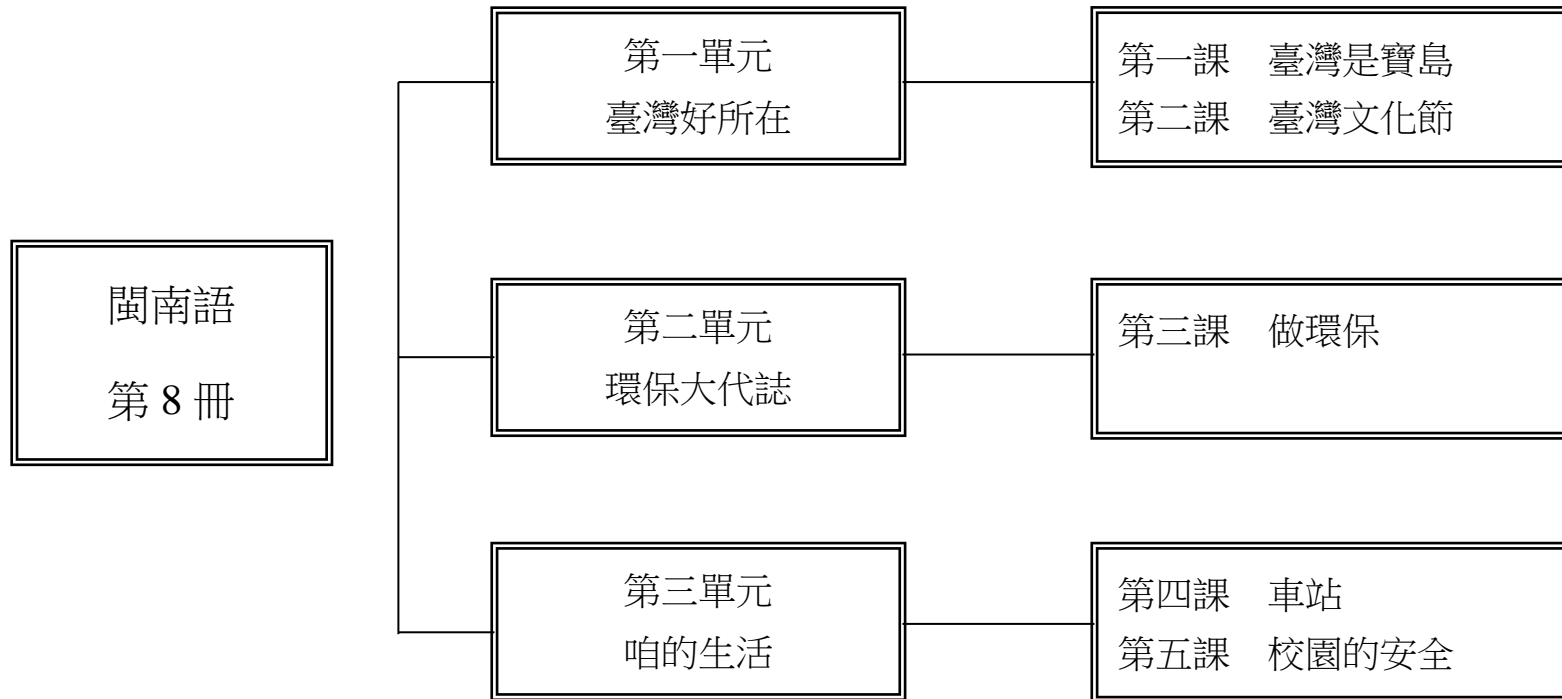 閩南語
第 8 冊
第一單元
臺灣好所在
第一課　臺灣是寶島
第二課　臺灣文化節
第二單元
環保大代誌
第三課　做環保
第三單元
咱的生活
第四課　車站
第五課　校園的安全